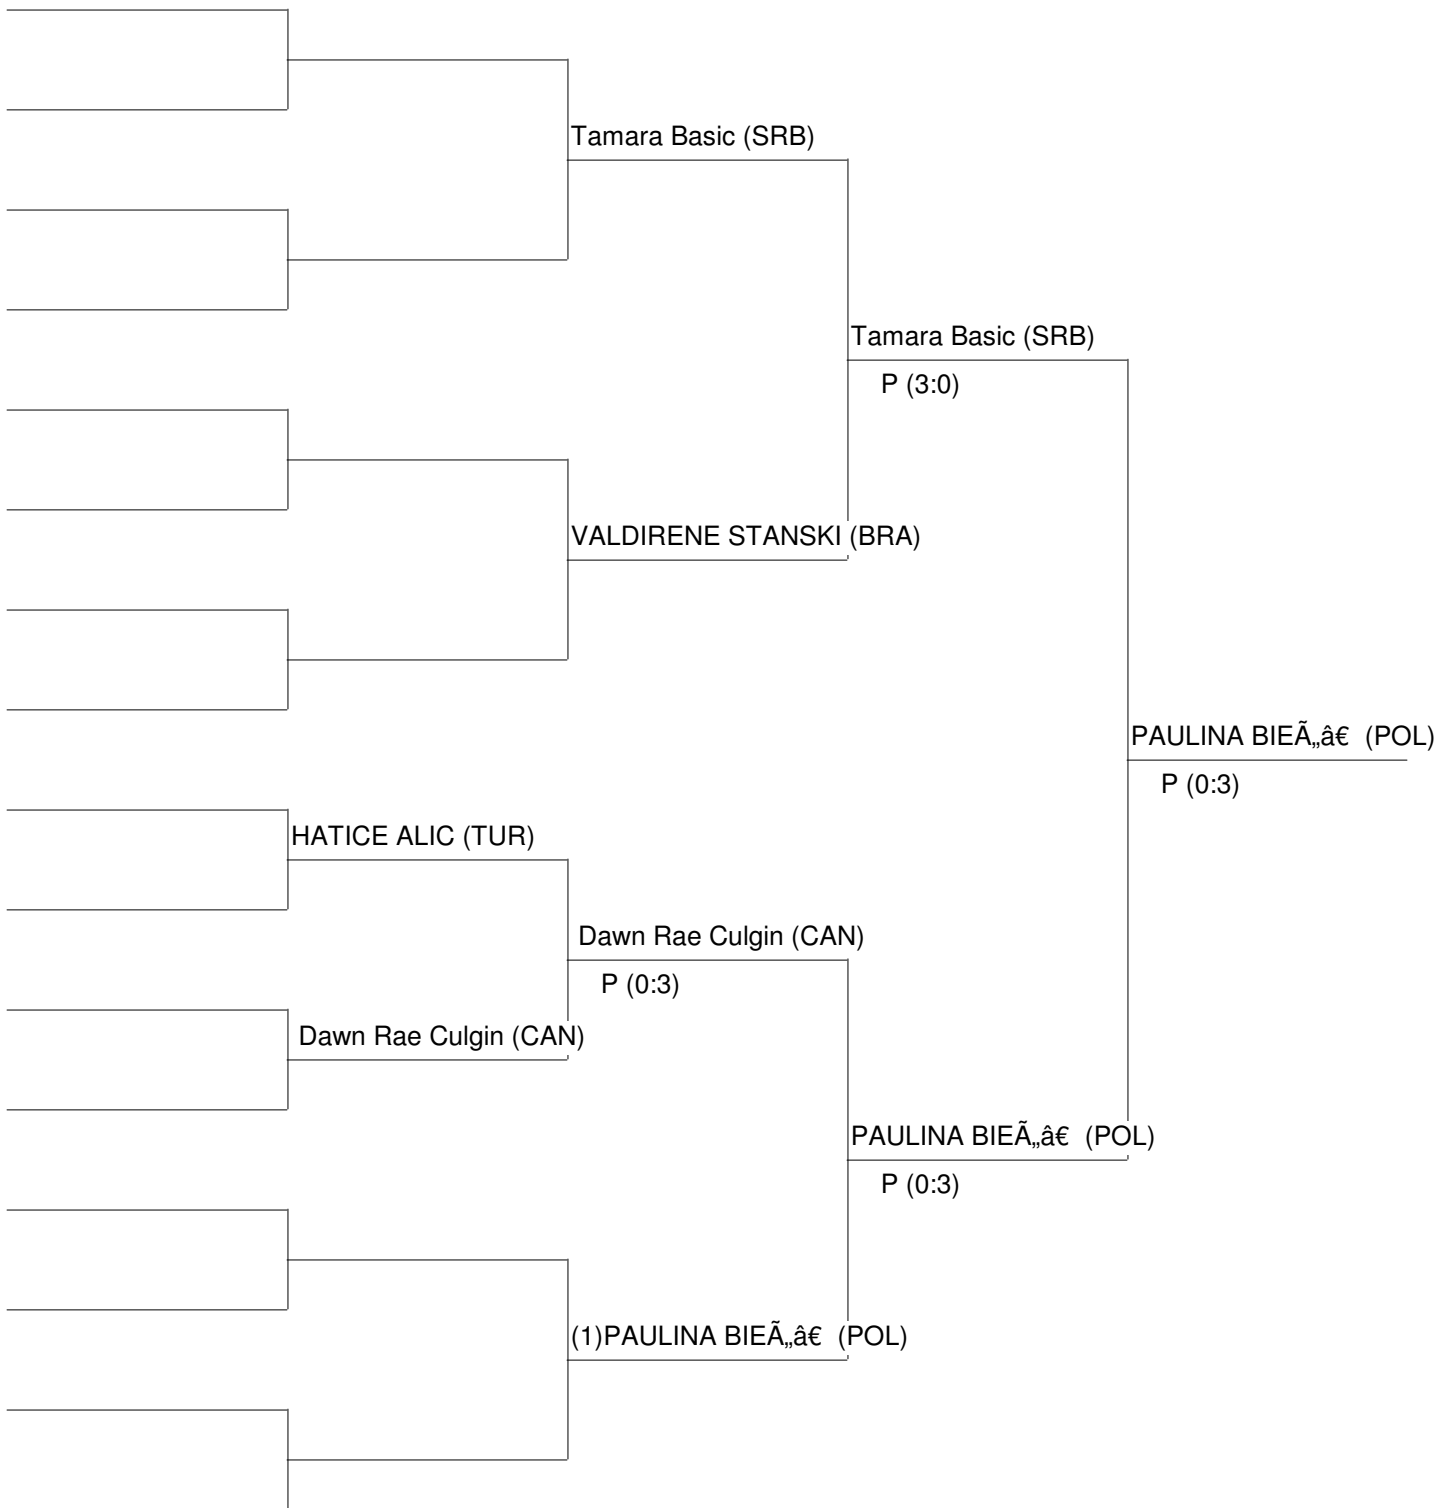 Tamara Basic (SRB)
Tamara Basic (SRB)
P (3:0)
VALDIRENE STANSKI (BRA)
PAULINA BIEÃ„â€ (POL)
P (0:3)
HATICE ALIC (TUR)
Dawn Rae Culgin (CAN)
P (0:3)
Dawn Rae Culgin (CAN)
PAULINA BIEÃ„â€ (POL)
P (0:3)
(1)PAULINA BIEÃ„â€ (POL)